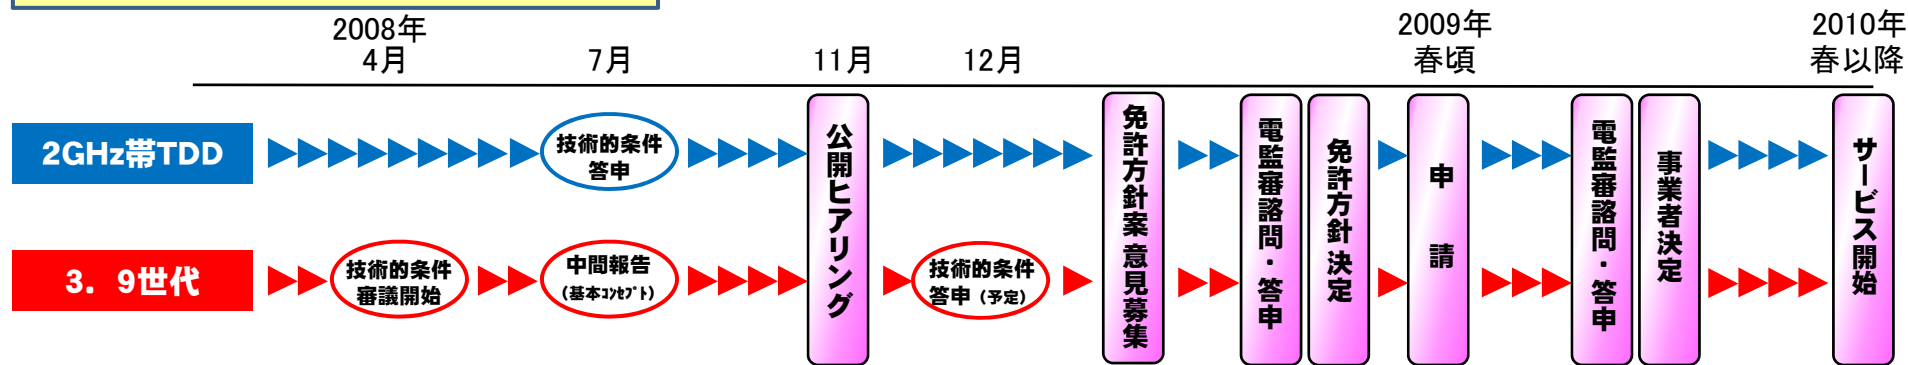 2008年
4月
7月
11月
12月
2009年
春頃
2010年
春以降
2GHz帯TDD
技術的条件
答申
3．9世代
技術的条件
審議開始
中間報告
(基本ｺﾝｾﾌﾟﾄ)
公開ヒアリング
技術的条件
答申（予定）
免許方針案 意見募集
電監審諮問・答申
免許方針 決定
申請
電監審諮問・答申
事業者決定
サービス開始